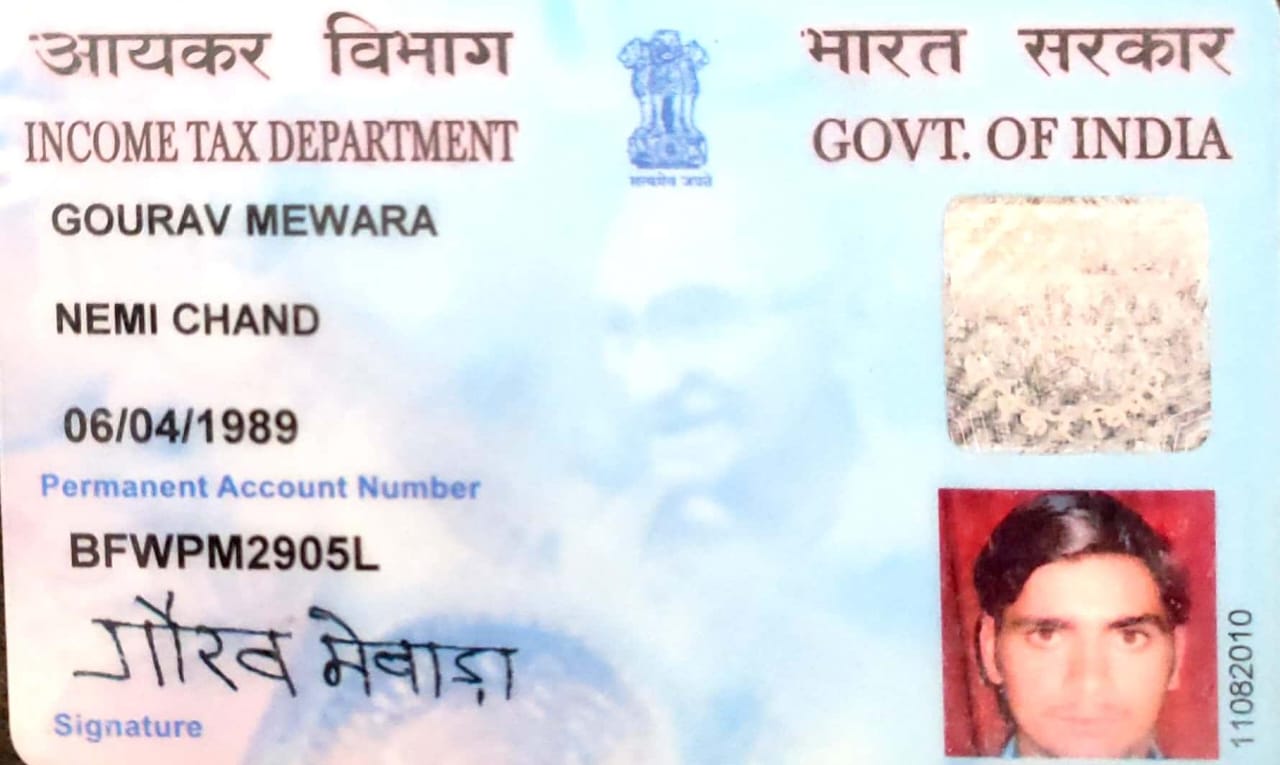 आयकर विभाग
INCOME TAX DEPARTMENT
भारत सरकार
GOVT. OF INDIA
सत्यमेव जयते
GOURAV MEWARA
NEMI CHAND
06/04/1989
Permanent Account Number
BFWPM2905L
गौरव मेवाड़ा
Signature
11082010